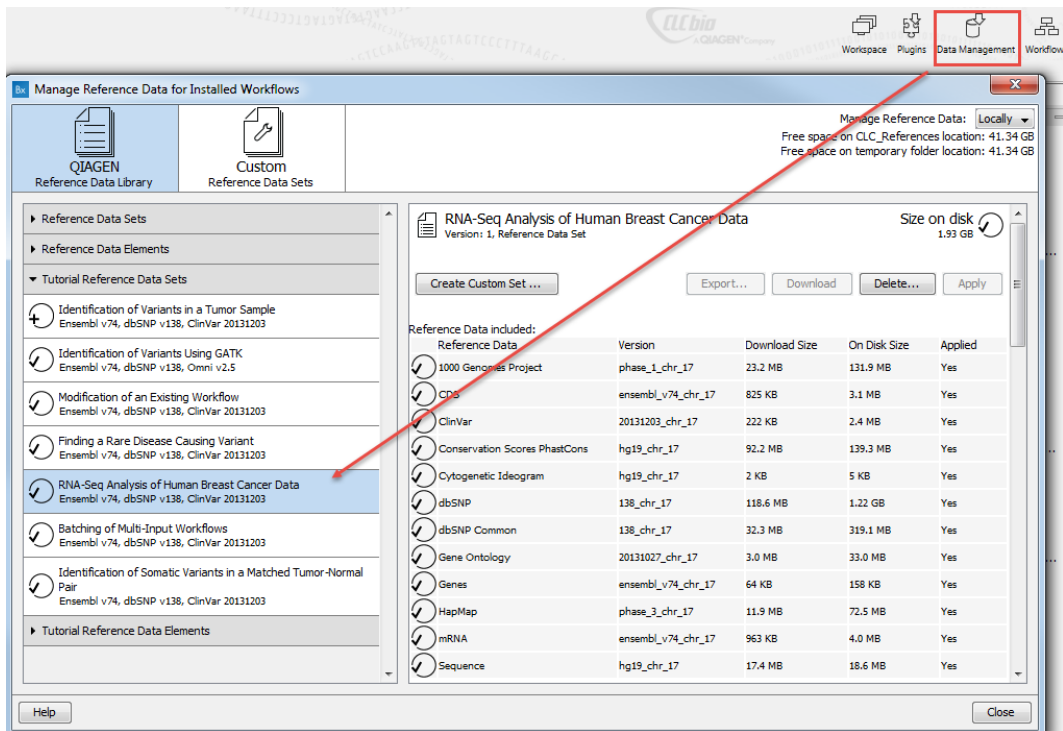 CLC bio
A QIAGEN Company
Workspace Plugins Data Management Workflow
Bx Manage Reference Data for Installed Workflows
QIAGEN
Reference Data Library
Custom
Reference Data Sets
Manage Reference Data: Locally
Free space on CLC_References location: 41.34 GB
Free space on temporary folder location: 41.34 GB
Reference Data Sets
Reference Data Elements
Tutorial Reference Data Sets
Identification of Variants in a Tumor Sample
Ensembl v74, dbSNP v138, ClinVar 20131203
Identification of Variants Using GATK
Ensembl v74, dbSNP v138, Omni v2.5
Modification of an Existing Workflow
Ensembl v74, dbSNP v138, ClinVar 20131203
Finding a Rare Disease Causing Variant
Ensembl v74, dbSNP v138, ClinVar 20131203
RNA-Seq Analysis of Human Breast Cancer Data
Ensembl v74, dbSNP v138, ClinVar 20131203
Batching of Multi-Input Workflows
Ensembl v74, dbSNP v138, ClinVar 20131203
Identification of Somatic Variants in a Matched Tumor-Normal
Pair
Ensembl v74, dbSNP v138, ClinVar 20131203
Tutorial Reference Data Elements
RNA-Seq Analysis of Human Breast Cancer Data
Version: 1, Reference Data Set
Size on disk
1.93 GB
Create Custom Set ... Export... Download Delete... Apply
Reference Data included:
Reference Data Version Download Size On Disk Size Applied
1000 Genomes Project phase_1_chr_17 23.2 MB 131.9 MB Yes
CDS ensembl_v74_chr_17 825 KB 3.1 MB Yes
ClinVar 20131203_chr_17 222 KB 2.4 MB Yes
Conservation Scores PhastCons hg19_chr_17 92.2 MB 139.3 MB Yes
Cytogenetic Ideogram hg19_chr_17 2 KB 5 KB Yes
dbSNP 138_chr_17 118.6 MB 1.22 GB Yes
dbSNP Common 138_chr_17 32.3 MB 319.1 MB Yes
Gene Ontology 20131027_chr_17 3.0 MB 33.0 MB Yes
Genes ensembl_v74_chr_17 64 KB 158 KB Yes
HapMap phase_3_chr_17 11.9 MB 72.5 MB Yes
mRNA ensembl_v74_chr_17 963 KB 4.0 MB Yes
Sequence hg19_chr_17 17.4 MB 18.6 MB Yes
Help Close